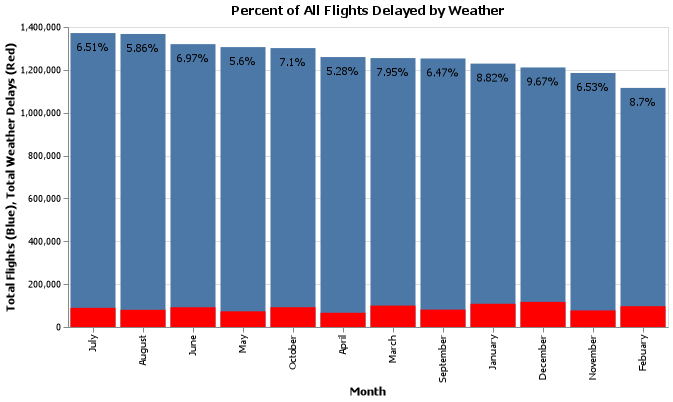 Percent of All Flights Delayed by Weather
Total Flights (Blue), Total Weather Delays (Red)
1,400,000
1,200,000
1,000,000
800,000
600,000
400,000
200,000
0
6.51%
5.86%
6.97%
5.6%
7.1%
5.28%
7.95%
6.47%
8.82%
9.67%
6.53%
8.7%
July
August
June
May
October
April
March
September
January
December
November
Febuary
Month